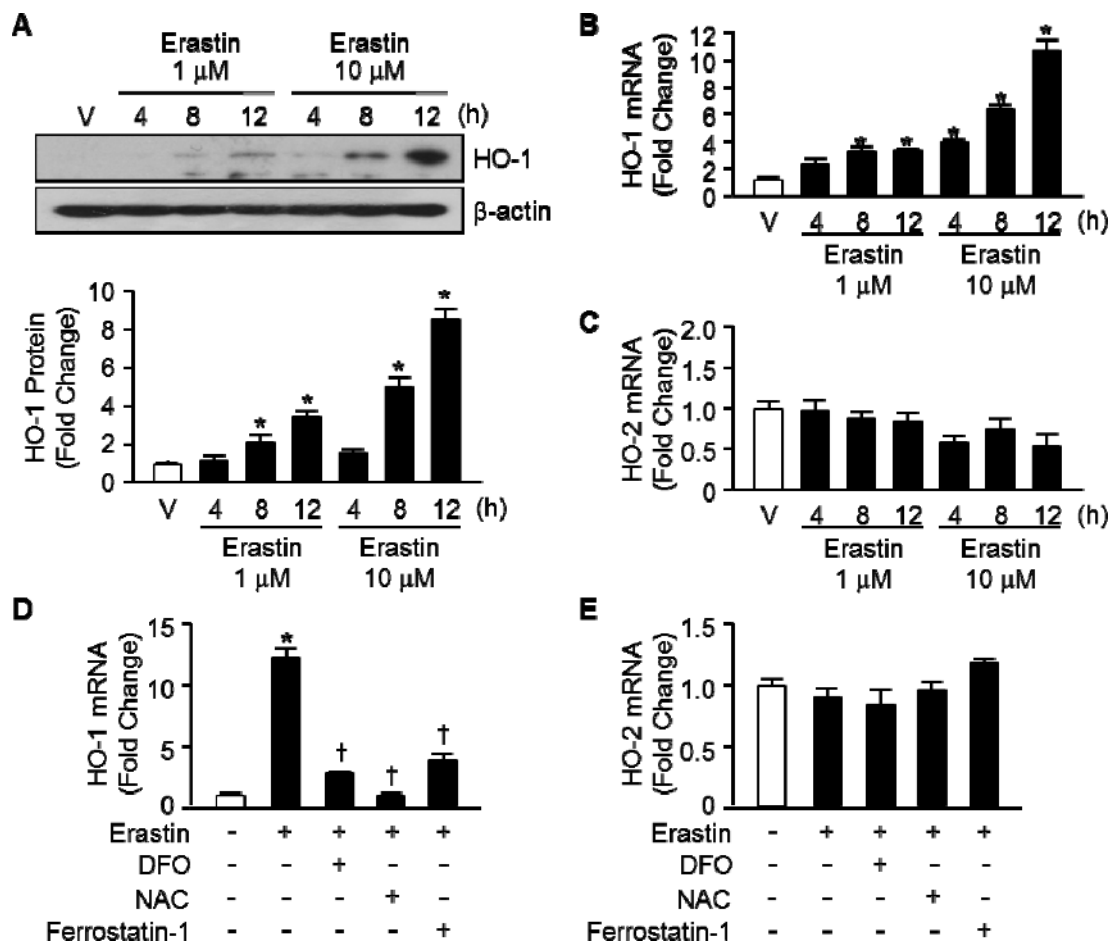 A
Erastin Erastin
1 μM 10 μM
V 4 8 12 4 8 12 (h)
HO-1
β-actin
HO-1 Protein
(Fold Change)
10
8
6
4
2
0
* * * *
V 4 8 12 4 8 12 (h)
Erastin Erastin
1 μM 10 μM
B
HO-1 mRNA
(Fold Change)
12
10
8
6
4
2
0
* * * * *
V 4 8 12 4 8 12 (h)
Erastin Erastin
1 μM 10 μM
C
HO-2 mRNA
(Fold Change)
2.0
1.5
1.0
0.5
0
V 4 8 12 4 8 12 (h)
Erastin Erastin
1 μM 10 μM
D
HO-1 mRNA
(Fold Change)
15
10
5
0
* † † †
Erastin - + + + +
DFO - - + - -
NAC - - - + -
Ferrostatin-1 - - - - +
E
HO-2 mRNA
(Fold Change)
1.5
1.0
0.5
0
Erastin - + + + +
DFO - - + - -
NAC - - - + -
Ferrostatin-1 - - - - +